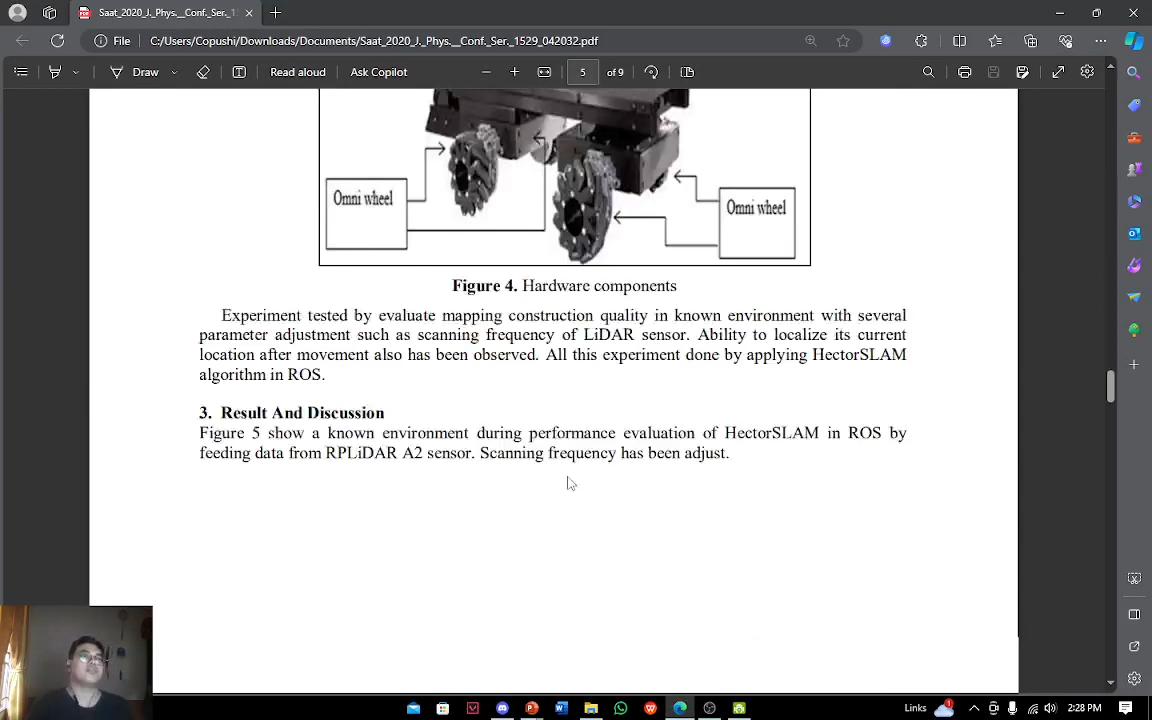 Saat_2020_J._Phys.__Conf._Ser._1
File C:/Users/Copushi/Downloads/Documents/Saat_2020_J._Phys.__Conf._Ser._1529_042032.pdf
Draw Read aloud Ask Copilot 5 of 9
Omni wheel
Omni wheel
Figure 4. Hardware components
Experiment tested by evaluate mapping construction quality in known environment with several
parameter adjustment such as scanning frequency of LiDAR sensor. Ability to localize its current
location after movement also has been observed. All this experiment done by applying HectorSLAM
algorithm in ROS.
3. Result And Discussion
Figure 5 show a known environment during performance evaluation of HectorSLAM in ROS by
feeding data from RPLiDAR A2 sensor. Scanning frequency has been adjust.
Links 2:28 PM